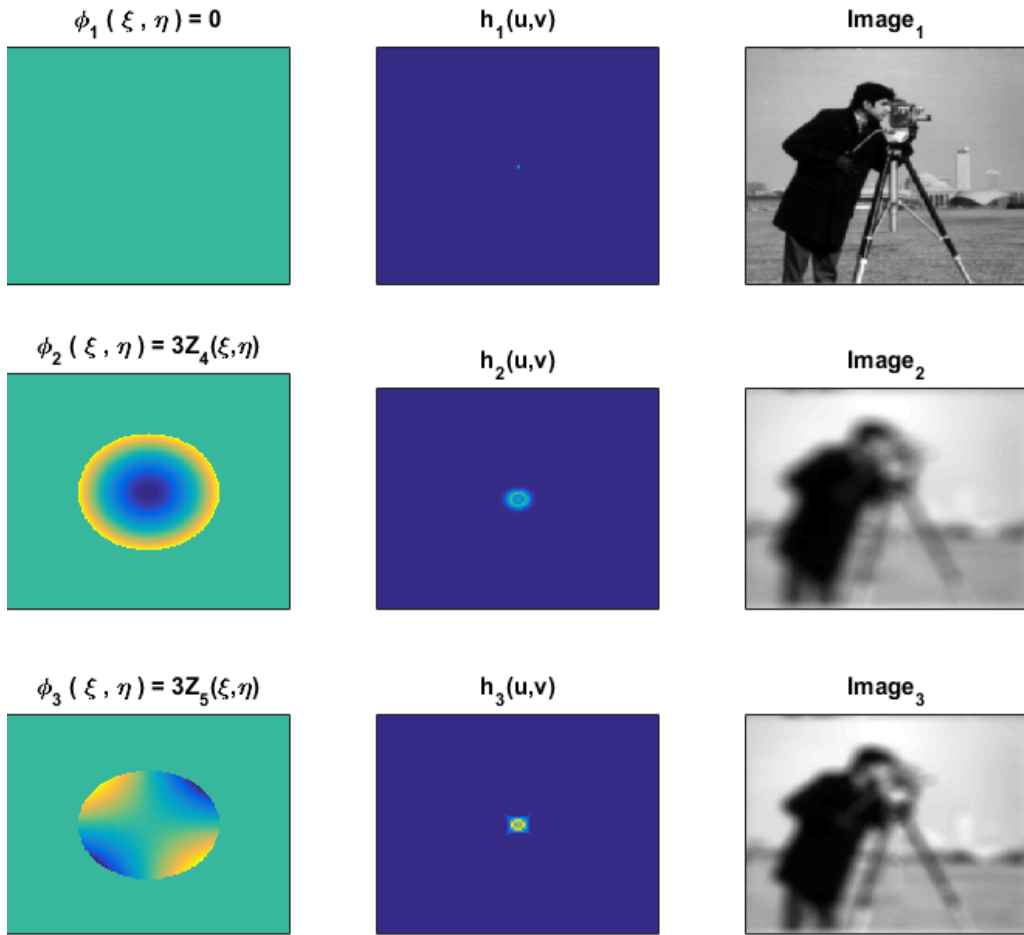 ϕ₁ ( ξ , η ) = 0
h₁(u,v)
Image₁
ϕ₂ ( ξ , η ) = 3Z₄(ξ,η)
h₂(u,v)
Image₂
ϕ₃ ( ξ , η ) = 3Z₅(ξ,η)
h₃(u,v)
Image₃